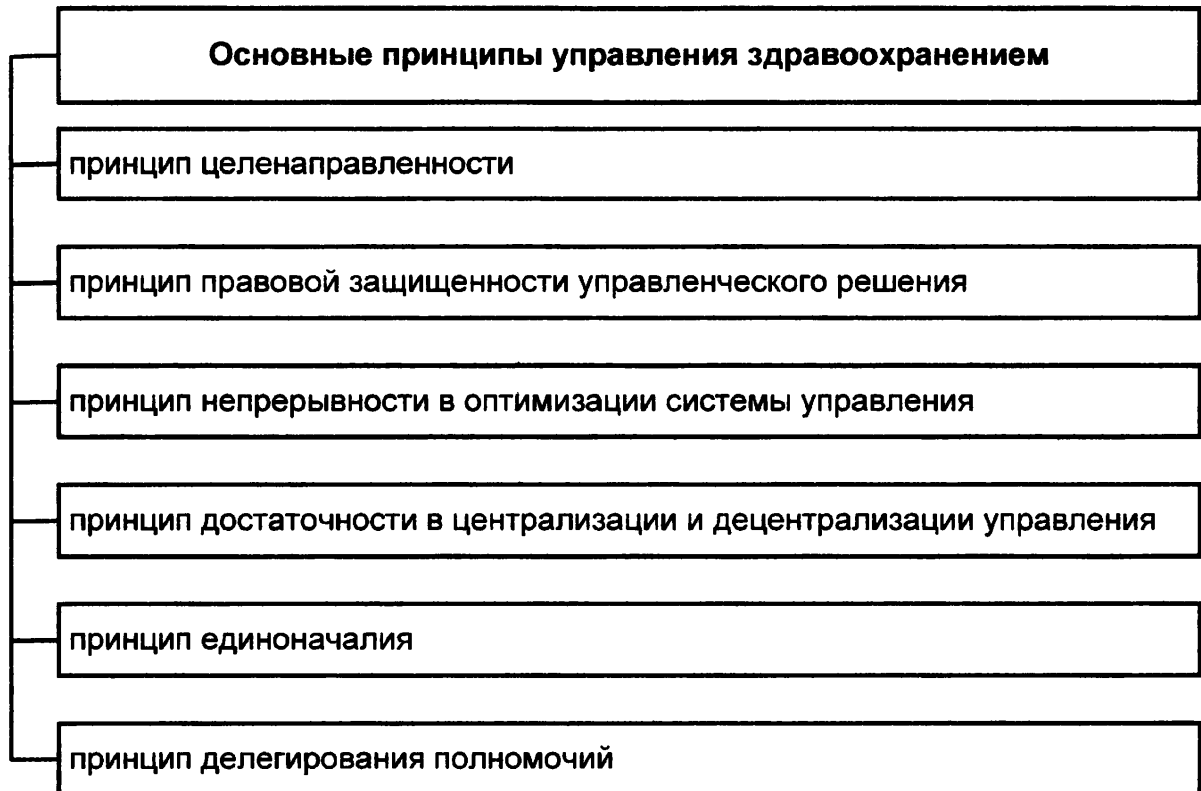 Основные принципы управления здравоохранением
принцип целенаправленности
принцип правовой защищенности управленческого решения
принцип непрерывности в оптимизации системы управления
принцип достаточности в централизации и децентрализации управления
принцип единоначалия
принцип делегирования полномочий